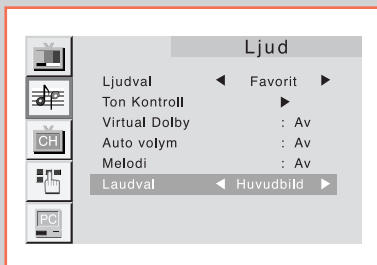 Ljud
Ljudval ◀ Favorit ▶
Ton Kontroll ▶
Virtual Dolby : Av
Auto volym : Av
Melodi : Av
Laudval ◀ Huvudbild ▶
CH
PC